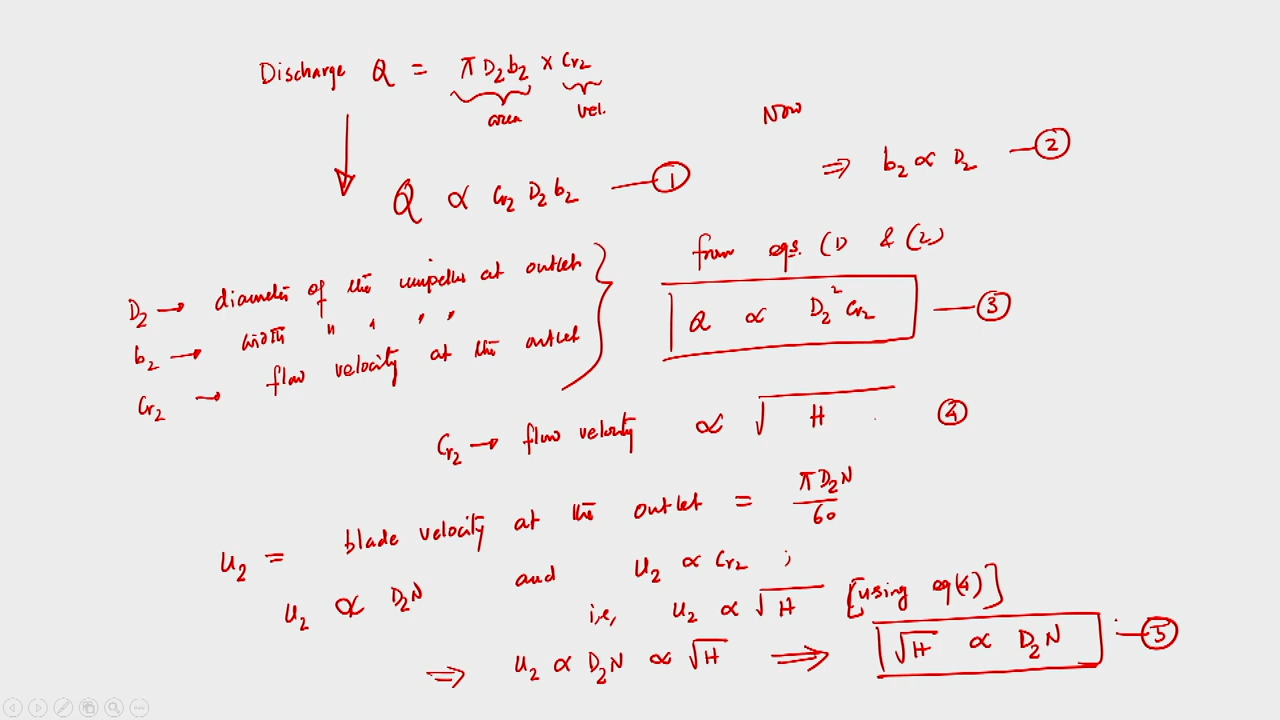 Discharge Q = π D₂ b₂ × Cr₂
area
vel.
Q ∝ Cr₂ D₂ b₂ — ①
Now
⇒ b₂ ∝ D₂ — ②
from eqs. (1) & (2)
Q ∝ D₂² Cr₂ — ③
D₂ → diameter of the impeller at outlet
b₂ → width " " " "
Cr₂ → flow velocity at the outlet
Cr₂ → flow velocity ∝ √H ④
u₂ = blade velocity at the outlet = πD₂N / 60
u₂ ∝ D₂N and u₂ ∝ Cr₂ ;
i,e, u₂ ∝ √H [using eq(4)]
⇒ u₂ ∝ D₂N ∝ √H ⇒ √H ∝ D₂N — ⑤